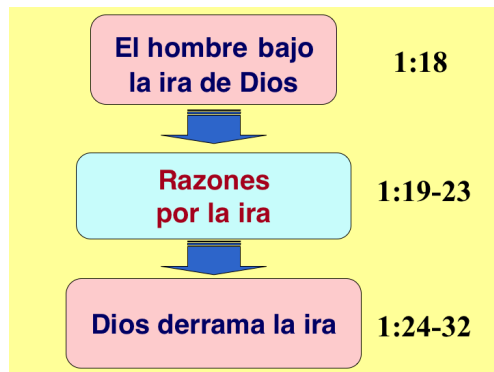 El hombre bajo
la ira de Dios
1:18
Razones
por la ira
1:19-23
Dios derrama la ira
1:24-32